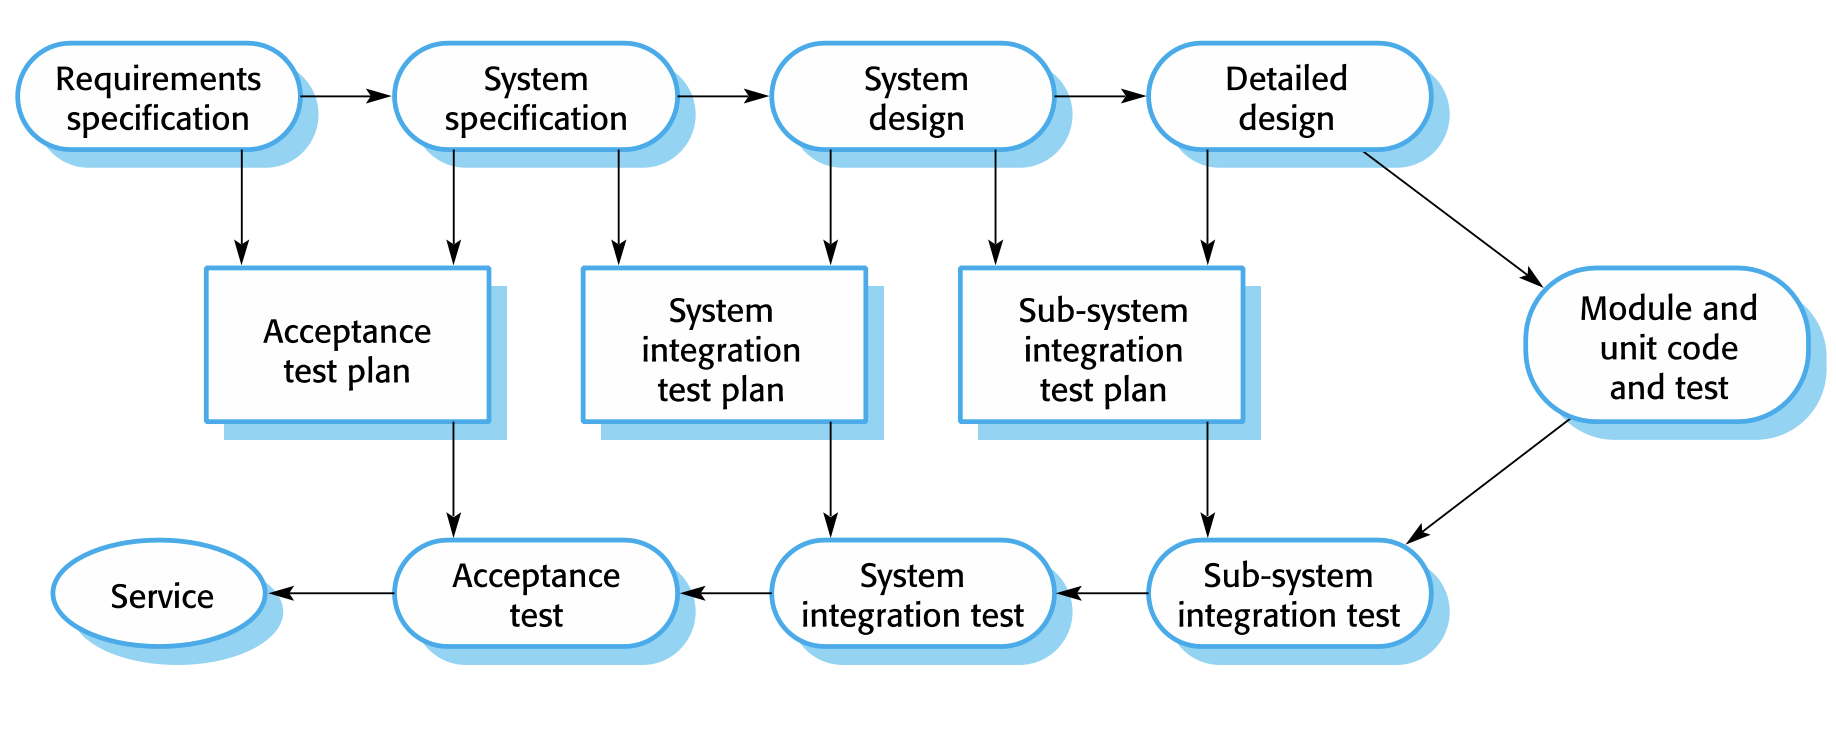 Requirements
specification
System
specification
System
design
Detailed
design
Acceptance
test plan
System
integration
test plan
Sub-system
integration
test plan
Module and
unit code
and test
Service
Acceptance
test
System
integration test
Sub-system
integration test